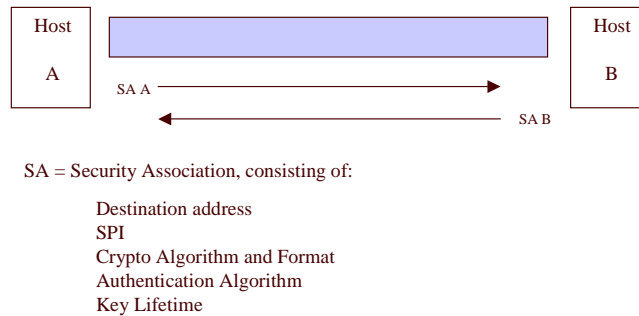 Host
A
Host
B
SA A
SA B
SA = Security Association, consisting of:
Destination address
SPI
Crypto Algorithm and Format
Authentication Algorithm
Key Lifetime